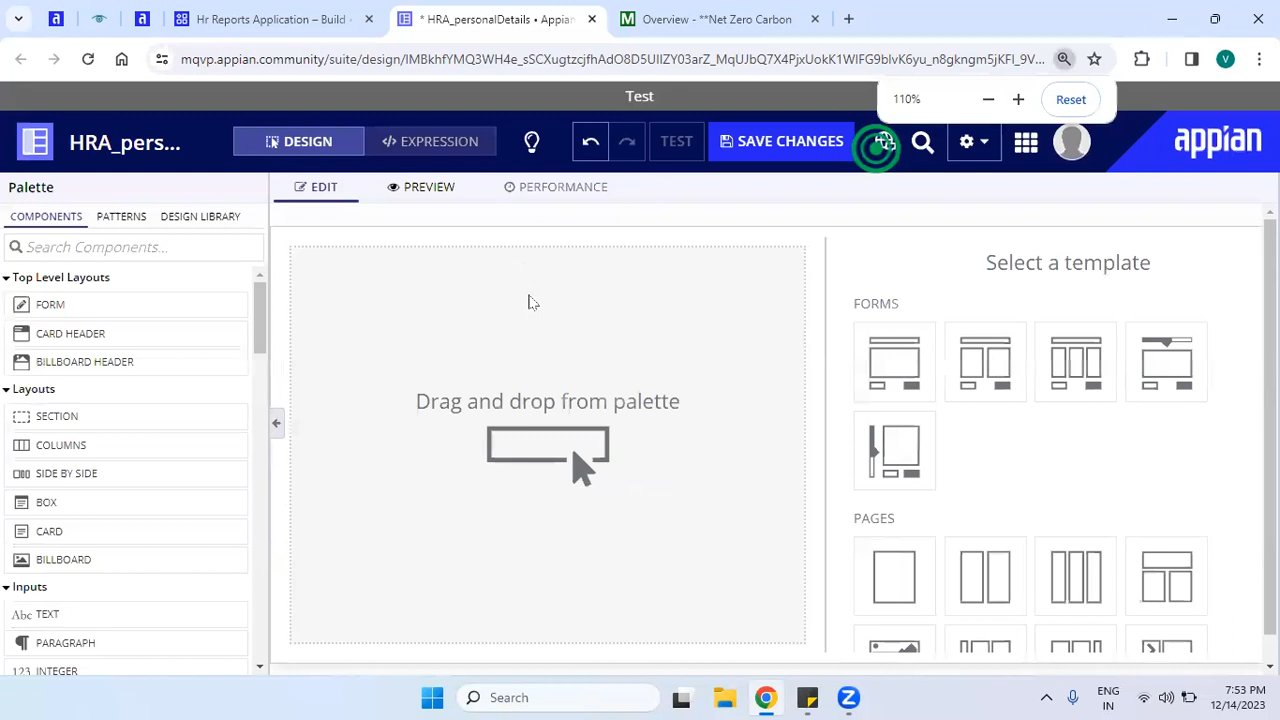 Hr Reports Application – Build
* HRA_personalDetails • Appian
Overview - **Net Zero Carbon
mqvp.appian.community/suite/design/
Test
110%
Reset
HRA_pers...
DESIGN
EXPRESSION
TEST
SAVE CHANGES
appian
Palette
EDIT
PREVIEW
PERFORMANCE
COMPONENTS
PATTERNS
DESIGN LIBRARY
Search Components...
Top Level Layouts
FORM
CARD HEADER
BILLBOARD HEADER
Layouts
SECTION
COLUMNS
SIDE BY SIDE
BOX
CARD
BILLBOARD
Inputs
Abc TEXT
PARAGRAPH
123 INTEGER
Drag and drop from palette
Select a template
FORMS
PAGES
Search
ENG
IN
7:53 PM
12/14/2023